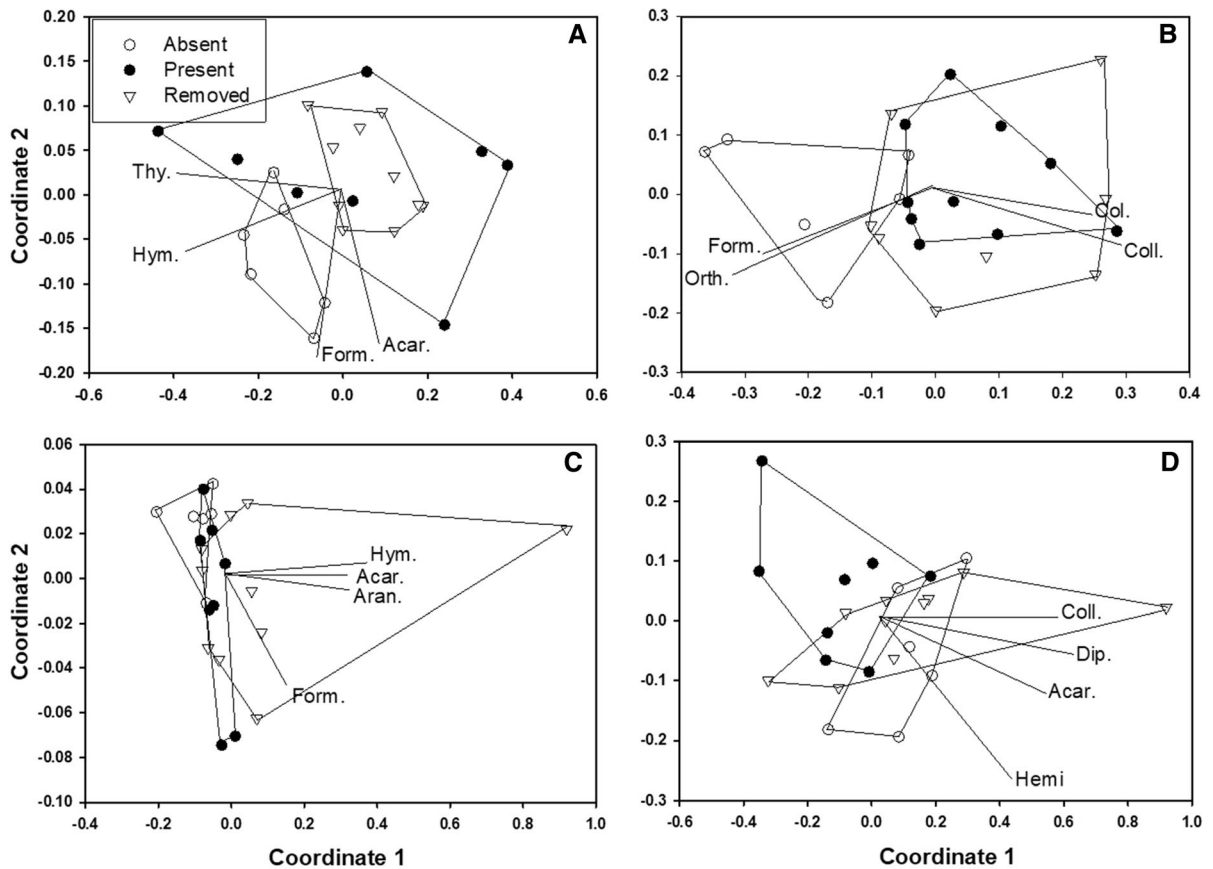 A
Absent
Present
Removed
0.20
0.15
0.10
0.05
0.00
-0.05
-0.10
-0.15
-0.20
Coordinate 2
Thy.
Hym.
Form.
Acar.
-0.6 -0.4 -0.2 0.0 0.2 0.4 0.6
B
0.3
0.2
0.1
0.0
-0.1
-0.2
-0.3
Col.
Form.
Coll.
Orth.
-0.4 -0.3 -0.2 -0.1 0.0 0.1 0.2 0.3 0.4
C
0.06
0.04
0.02
0.00
-0.02
-0.04
-0.06
-0.08
-0.10
Coordinate 2
Hym.
Acar.
Aran.
Form.
-0.4 -0.2 0.0 0.2 0.4 0.6 0.8 1.0
Coordinate 1
D
0.3
0.2
0.1
0.0
-0.1
-0.2
-0.3
Coll.
Dip.
Acar.
Hemi
-0.6 -0.4 -0.2 0.0 0.2 0.4 0.6 0.8 1.0
Coordinate 1